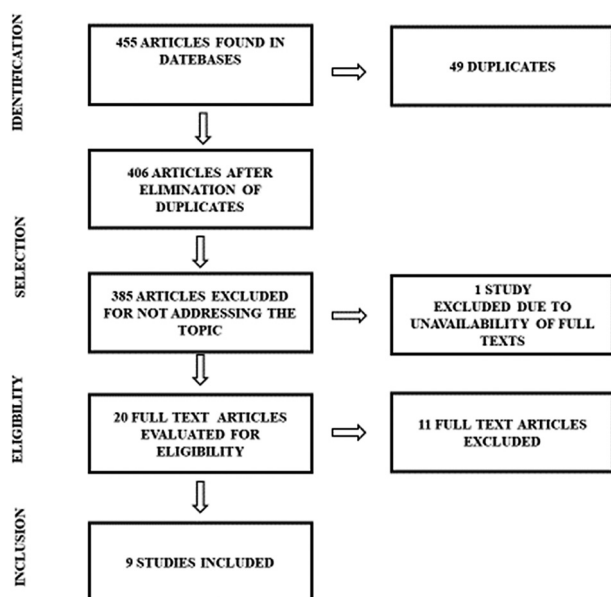 IDENTIFICATION
455 ARTICLES FOUND IN
DATEBASES
49 DUPLICATES
SELECTION
406 ARTICLES AFTER
ELIMINATION OF
DUPLICATES
385 ARTICLES EXCLUDED
FOR NOT ADDRESSING THE
TOPIC
1 STUDY
EXCLUDED DUE TO
UNAVAILABILITY OF FULL
TEXTS
ELIGIBILITY
20 FULL TEXT ARTICLES
EVALUATED FOR
ELIGIBILITY
11 FULL TEXT ARTICLES
EXCLUDED
INCLUSION
9 STUDIES INCLUDED